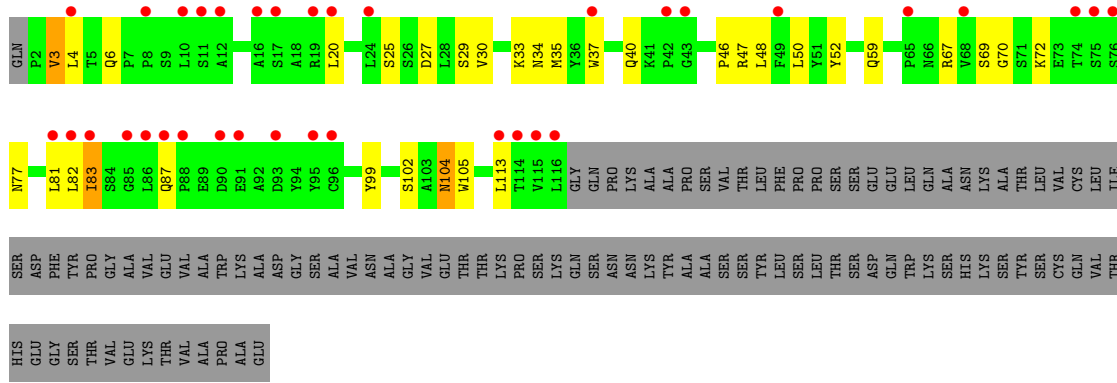 GLN P2 V3 L4 T5 Q6 P7 P8 S9 L10 S11 A12 A16 S17 A18 R19 L20 L24 S25 S26 D27 L28 S29 V30 K33 N34 M35 Y36 W37 Q40 K41 P42 G43 P46 R47 L48 F49 L50 Y51 Y52 Q59 P65 N66 R67 V68 S69 G70 S71 K72 E73 T74 S75 S76
N77 L81 L82 I83 S84 G85 L86 Q87 P88 E89 D90 E91 A92 D93 Y94 Y95 C96 Y99 S102 A103 N104 W105 L113 T114 V115 L116 GLY GLN PRO LYS ALA ALA PRO SER VAL THR LEU PHE PRO PRO SER SER GLU GLU LEU GLN ALA ASN LYS ALA THR LEU VAL CYS LEU ILE
SER ASP PHE TYR PRO GLY ALA VAL GLU VAL ALA TRP LYS ALA ASP GLY SER ALA VAL ASN ALA GLY VAL GLU THR THR LYS PRO SER LYS GLN SER ASN ASN LYS TYR ALA ALA SER SER TYR LEU SER LEU THR SER ASP GLN TRP LYS SER HIS LYS SER TYR SER CYS GLN VAL THR
HIS GLU GLY SER THR VAL GLU LYS THR VAL ALA PRO ALA GLU